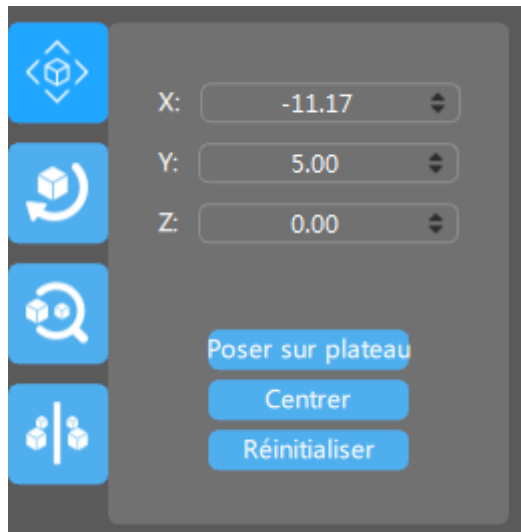 X: -11.17
Y: 5.00
Z: 0.00
Poser sur plateau
Centrer
Réinitialiser